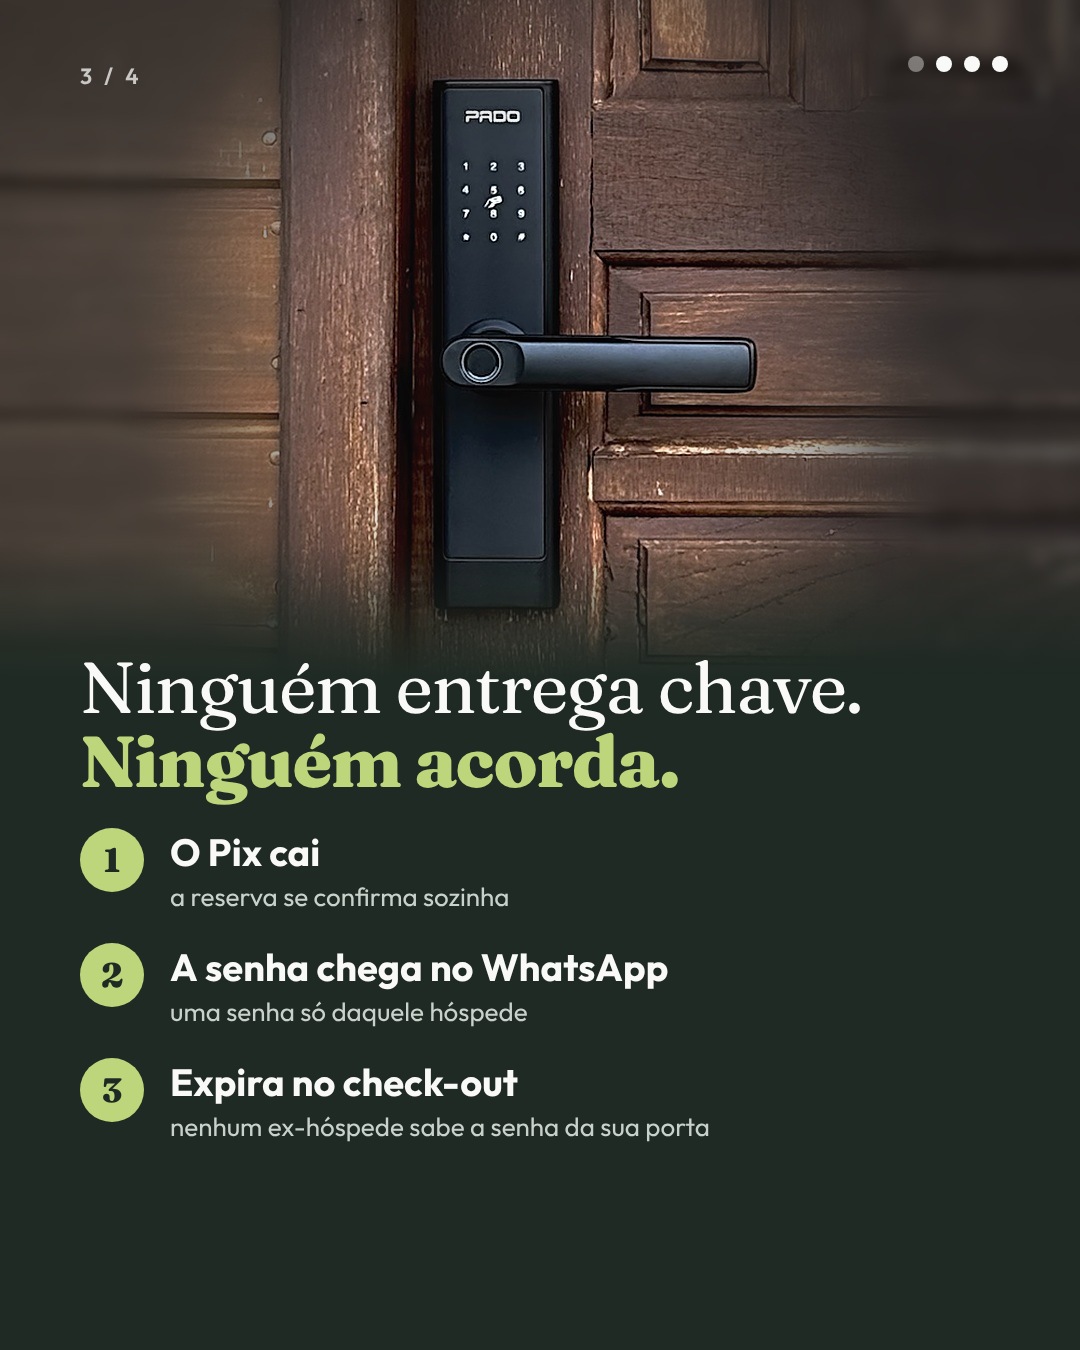 3 / 4
PADO
1 2 3
4 5 6
7 8 9
* 0 #
Ninguém entrega chave.
Ninguém acorda.
1 O Pix cai
a reserva se confirma sozinha
2 A senha chega no WhatsApp
uma senha só daquele hóspede
3 Expira no check-out
nenhum ex-hóspede sabe a senha da sua porta